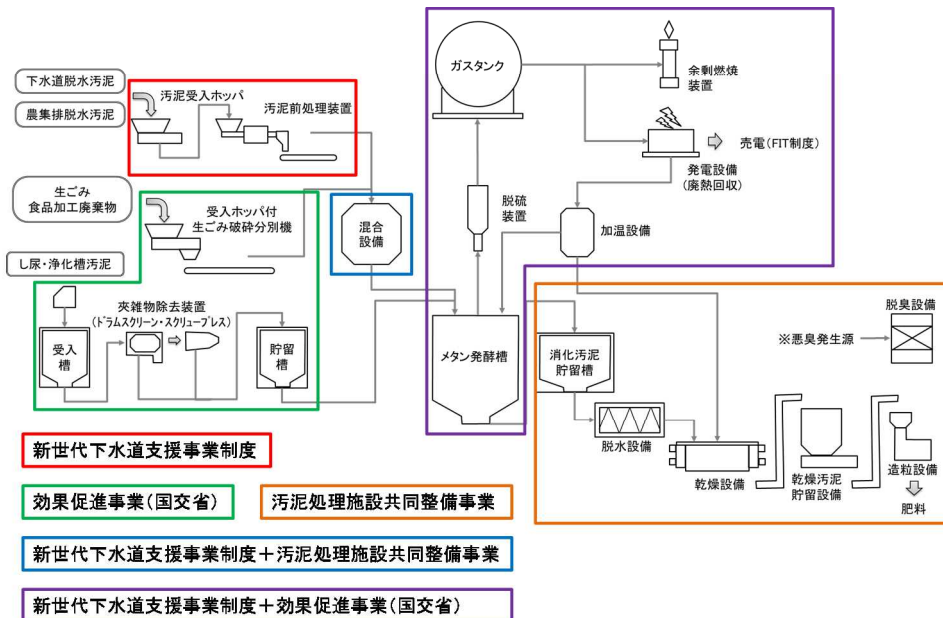 下水道脱水汚泥
農集排脱水汚泥
汚泥受入ホッパ
汚泥前処理装置
生ごみ
食品加工廃棄物
受入ホッパ付
生ごみ破砕分別機
し尿・浄化槽汚泥
夾雑物除去装置
(ドラムスクリーン・スクリュープレス)
受入
槽
貯留
槽
混合
設備
ガスタンク
余剰燃焼
装置
売電(FIT制度)
発電設備
(廃熱回収)
脱硫
装置
加温設備
メタン発酵槽
消化汚泥
貯留槽
脱水設備
乾燥設備
乾燥汚泥
貯留設備
脱臭設備
※悪臭発生源
造粒設備
肥料
新世代下水道支援事業制度
効果促進事業(国交省)
汚泥処理施設共同整備事業
新世代下水道支援事業制度＋汚泥処理施設共同整備事業
新世代下水道支援事業制度＋効果促進事業(国交省)